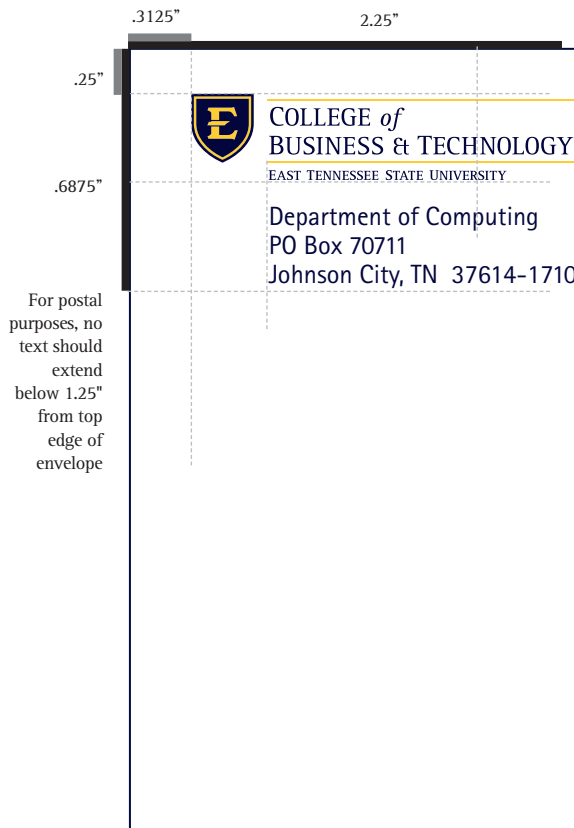 .3125”
2.25”
.25”
E
COLLEGE of
BUSINESS & TECHNOLOGY
EAST TENNESSEE STATE UNIVERSITY
.6875”
Department of Computing
PO Box 70711
Johnson City, TN  37614-1710
For postal
purposes, no
text should
extend
below 1.25"
from top
edge of
envelope